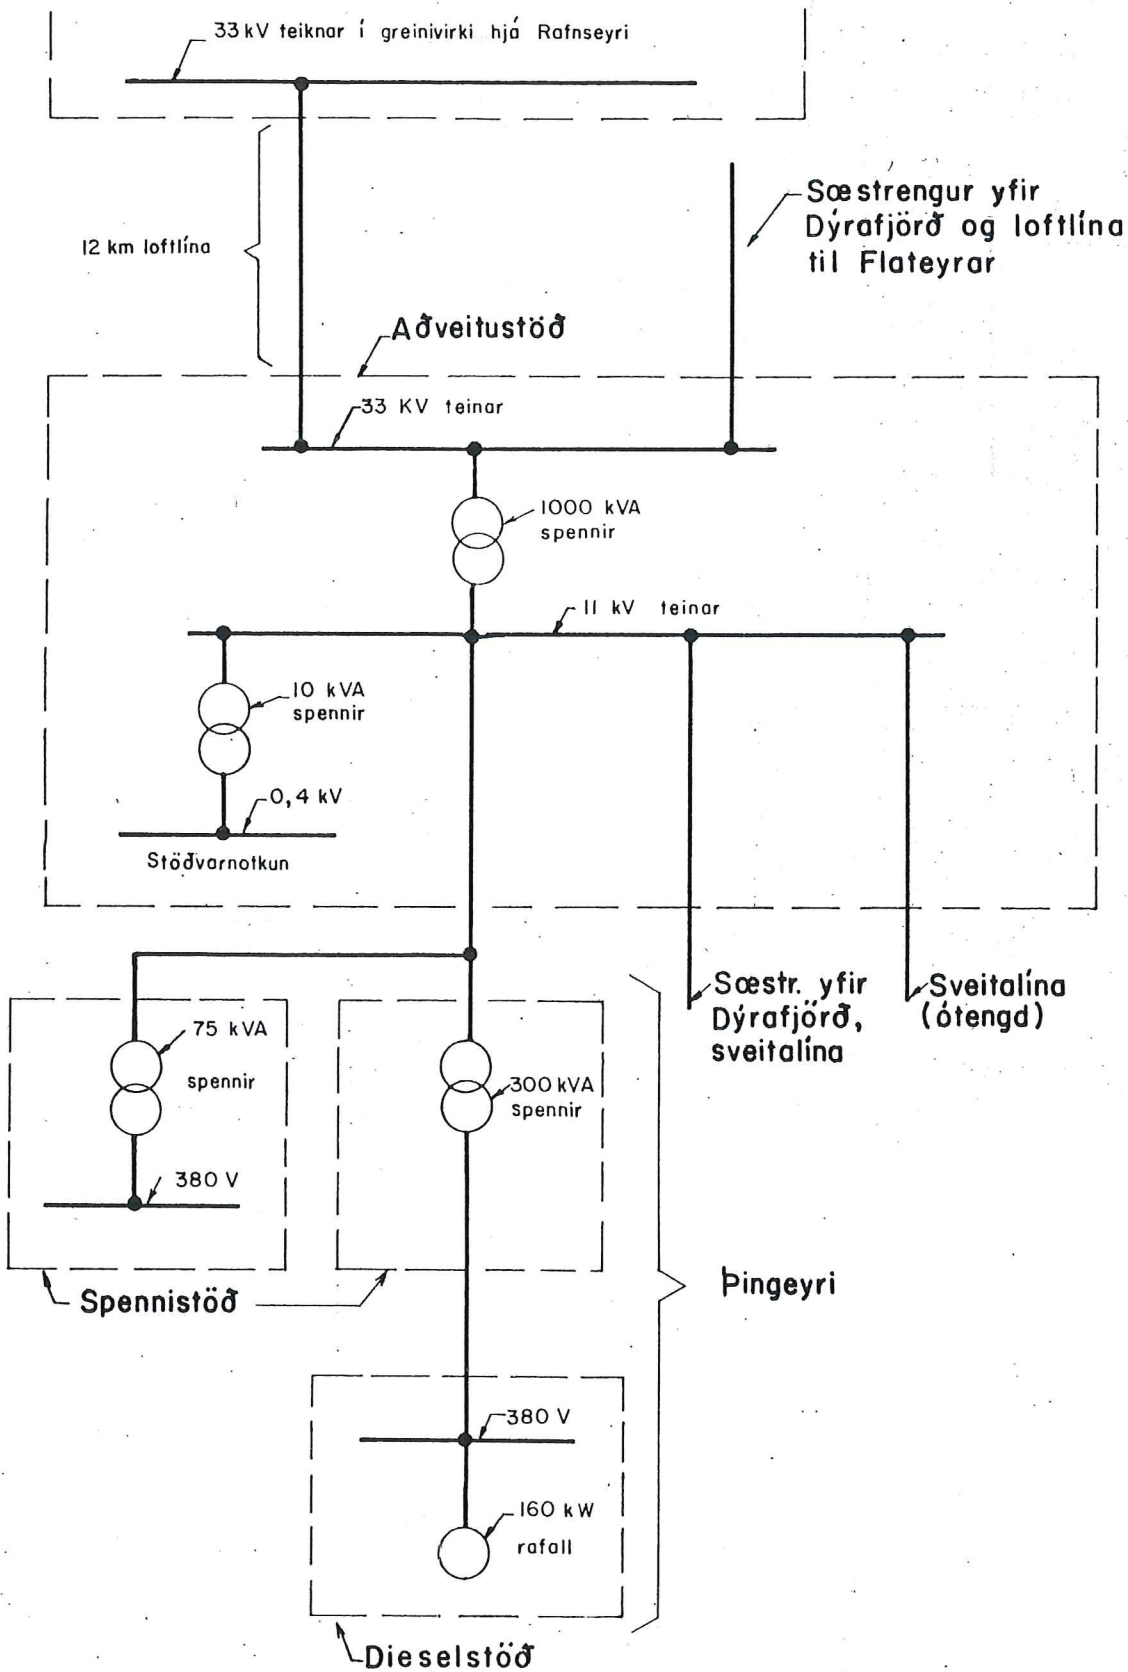 33 kV teiknar í greinivirki hjá Rafnseyri
12 km loftlína
Sæstrengur yfir
Dýrafjörð og loftlína
til Flateyrar
Aðveitustöð
33 KV teinar
1000 kVA
spennir
11 kV teinar
10 kVA
spennir
0,4 kV
Stöðvarnotkun
Sæstr. yfir
Dýrafjörð,
sveitalína
Sveitalína
(ótengd)
75 kVA
spennir
300 kVA
spennir
380 V
Spennistöð
Þingeyri
380 V
160 kW
rafall
Dieselstöð